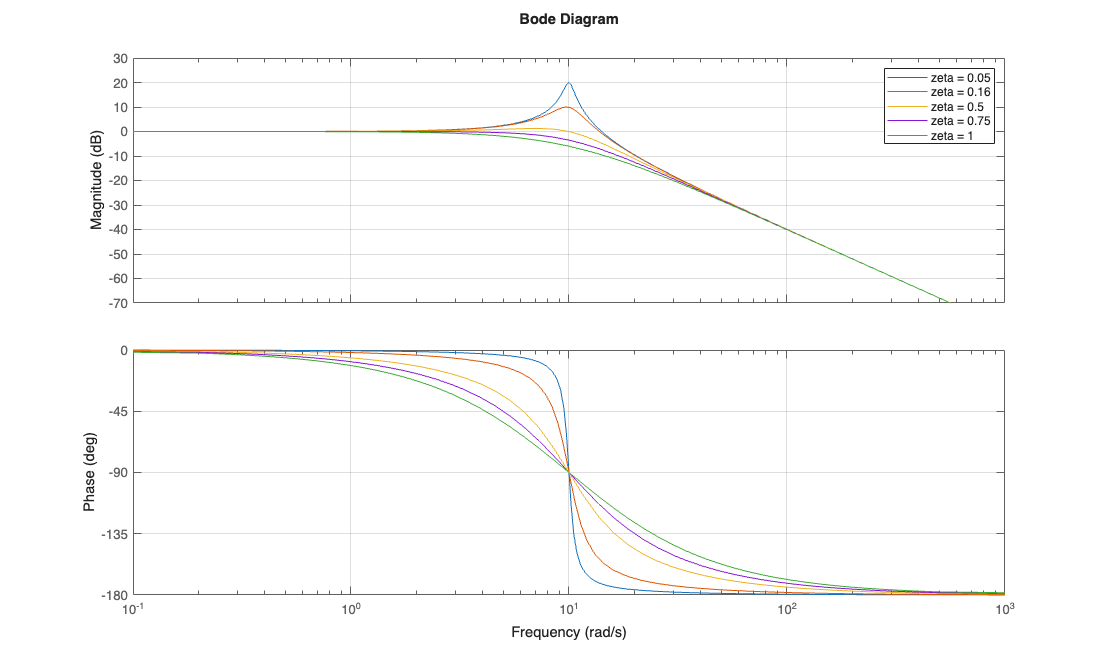 Bode Diagram
30
20
10
0
-10
-20
-30
-40
-50
-60
-70
Magnitude (dB)
zeta = 0.05
zeta = 0.16
zeta = 0.5
zeta = 0.75
zeta = 1
0
-45
-90
-135
-180
Phase (deg)
10^-1 10^0 10^1 10^2 10^3
Frequency (rad/s)